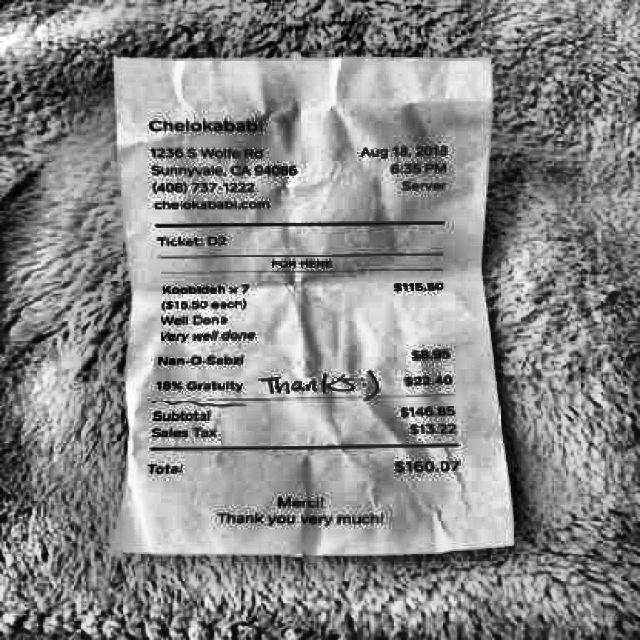 Chelokababi
1236 S Wolfe Rd Aug 18, 2018
Sunnyvale, CA 94086 6:35 PM
(408) 737-1222 Server
chelokababi.com
Ticket: D2
FOR HERE
Koobideh x 7 $115.50
($16.50 each)
Well Done
Very well done.
Nan-O-Sabzi $8.95
18% Gratuity Thanks :) $22.40
Subtotal $146.85
Sales Tax $13.22
Total $160.07
Merci!
Thank you very much!